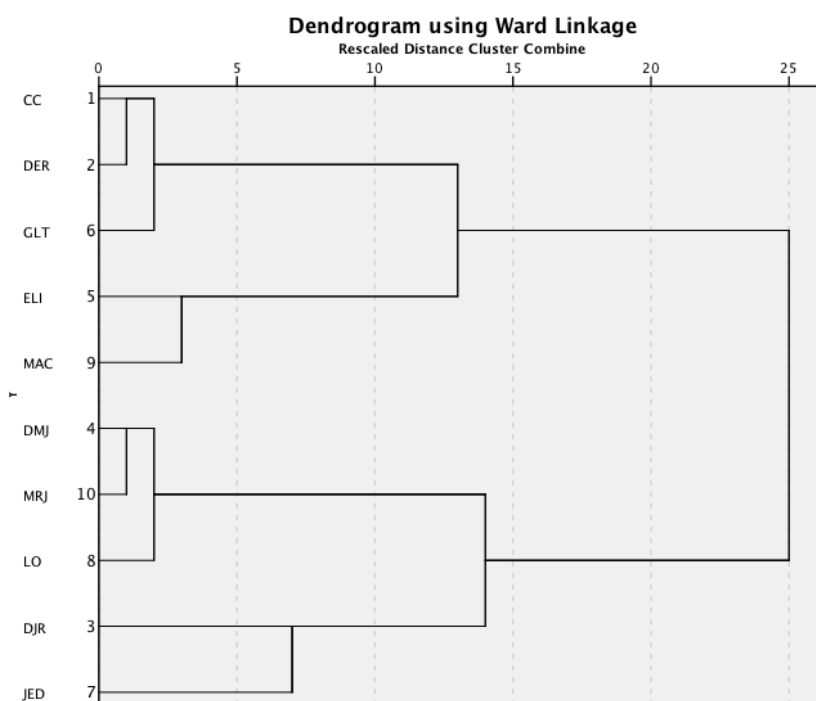 Dendrogram using Ward Linkage
Rescaled Distance Cluster Combine
0 5 10 15 20 25
CC 1
DER 2
GLT 6
ELI 5
MAC 9
Y
DMJ 4
MRJ 10
LO 8
DJR 3
JED 7